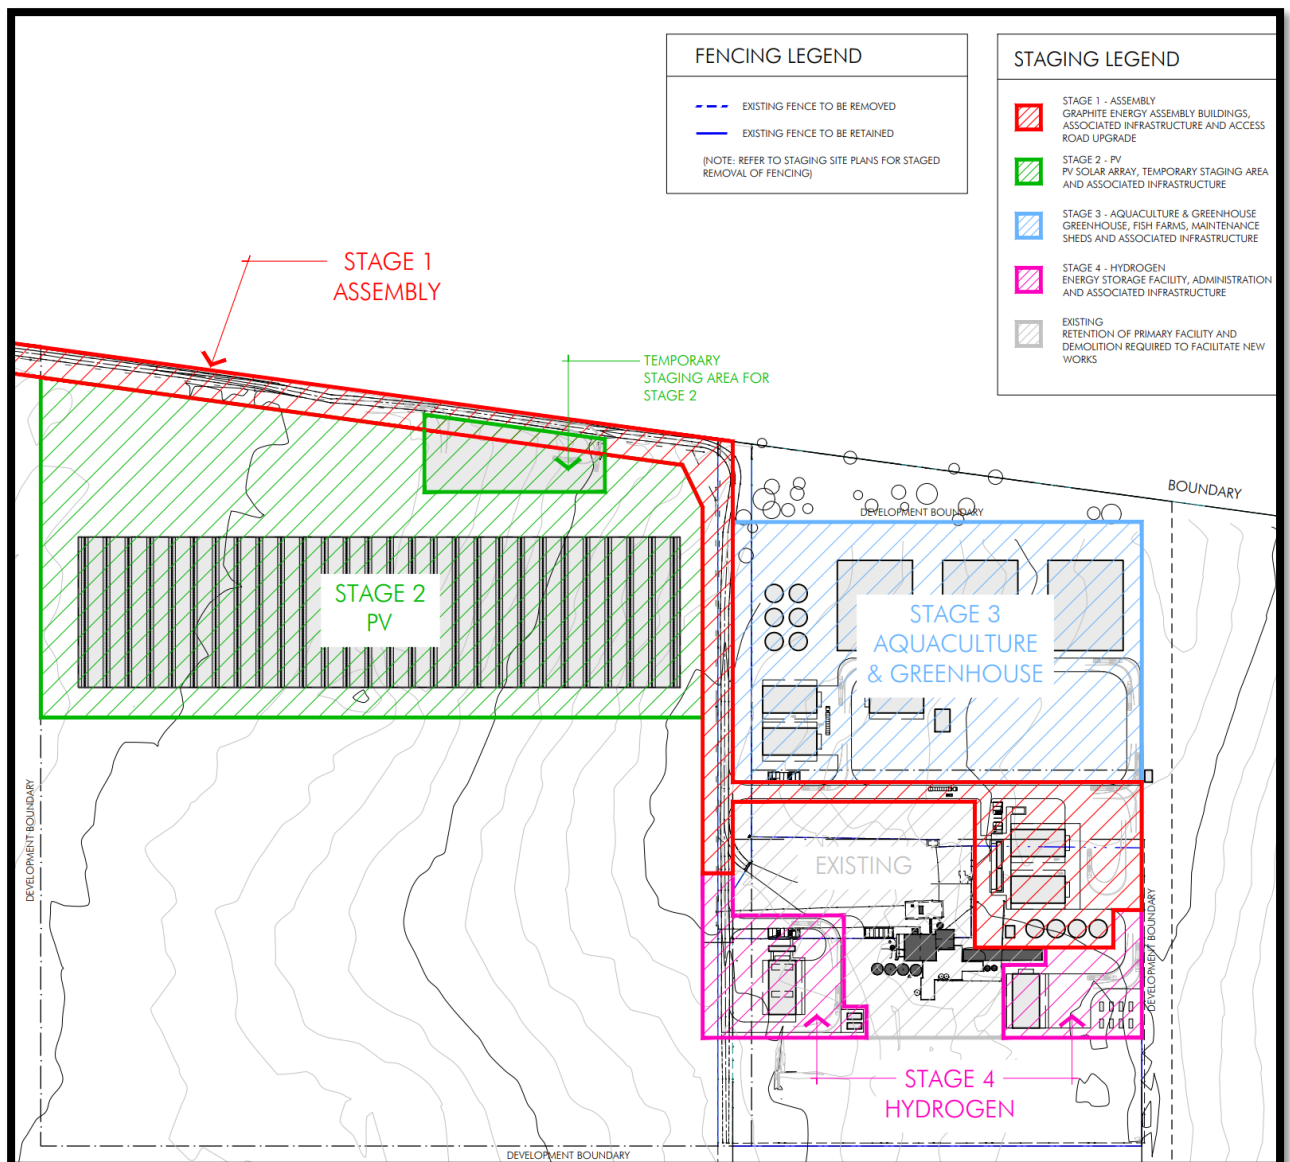 FENCING LEGEND
EXISTING FENCE TO BE REMOVED
EXISTING FENCE TO BE RETAINED
(NOTE: REFER TO STAGING SITE PLANS FOR STAGED
REMOVAL OF FENCING)
STAGING LEGEND
STAGE 1 - ASSEMBLY
GRAPHITE ENERGY ASSEMBLY BUILDINGS,
ASSOCIATED INFRASTRUCTURE AND ACCESS
ROAD UPGRADE
STAGE 2 - PV
PV SOLAR ARRAY, TEMPORARY STAGING AREA
AND ASSOCIATED INFRASTRUCTURE
STAGE 3 - AQUACULTURE & GREENHOUSE
GREENHOUSE, FISH FARMS, MAINTENANCE
SHEDS AND ASSOCIATED INFRASTRUCTURE
STAGE 4 - HYDROGEN
ENERGY STORAGE FACILITY, ADMINISTRATION
AND ASSOCIATED INFRASTRUCTURE
EXISTING
RETENTION OF PRIMARY FACILITY AND
DEMOLITION REQUIRED TO FACILITATE NEW
WORKS
STAGE 1
ASSEMBLY
TEMPORARY
STAGING AREA FOR
STAGE 2
BOUNDARY
DEVELOPMENT BOUNDARY
STAGE 2
PV
STAGE 3
AQUACULTURE
& GREENHOUSE
DEVELOPMENT BOUNDARY
EXISTING
DEVELOPMENT BOUNDARY
STAGE 4
HYDROGEN
DEVELOPMENT BOUNDARY